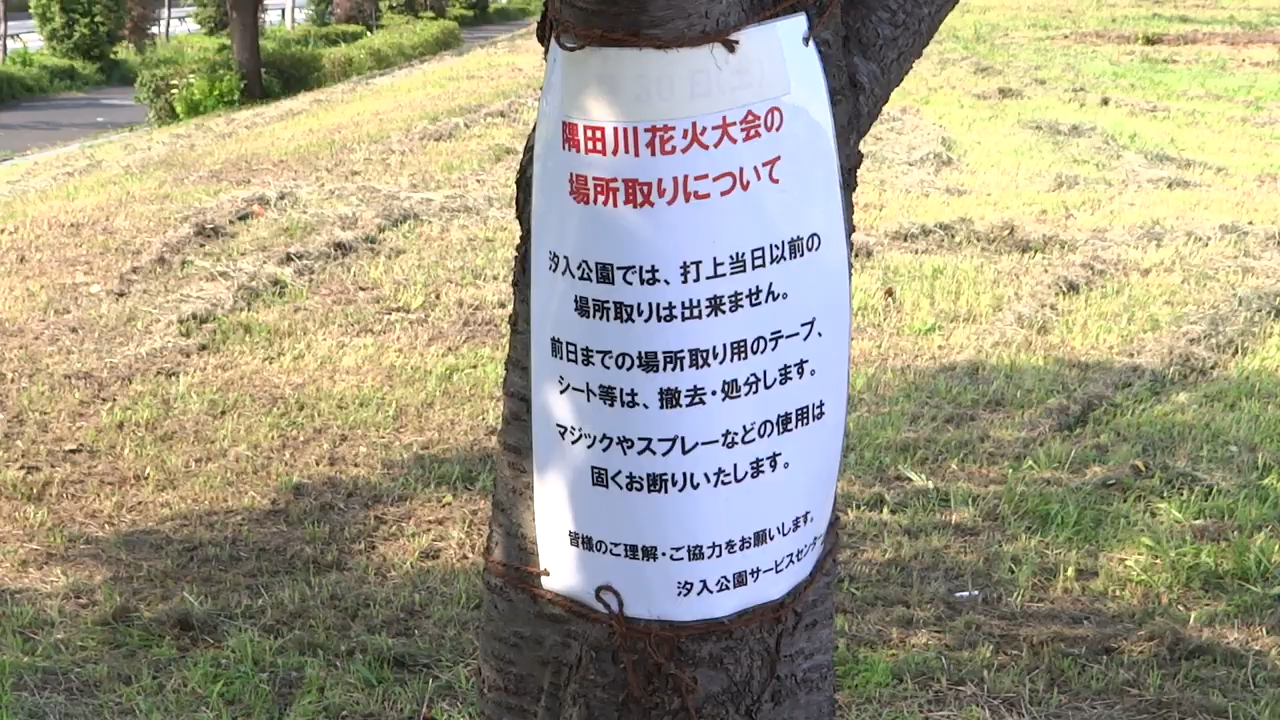 隅田川花火大会の
場所取りについて
汐入公園では、打上当日以前の
場所取りは出来ません。
前日までの場所取り用のテープ、
シート等は、撤去・処分します。
マジックやスプレーなどの使用は
固くお断りいたします。
皆様のご理解・ご協力をお願いします。
汐入公園サービスセンター